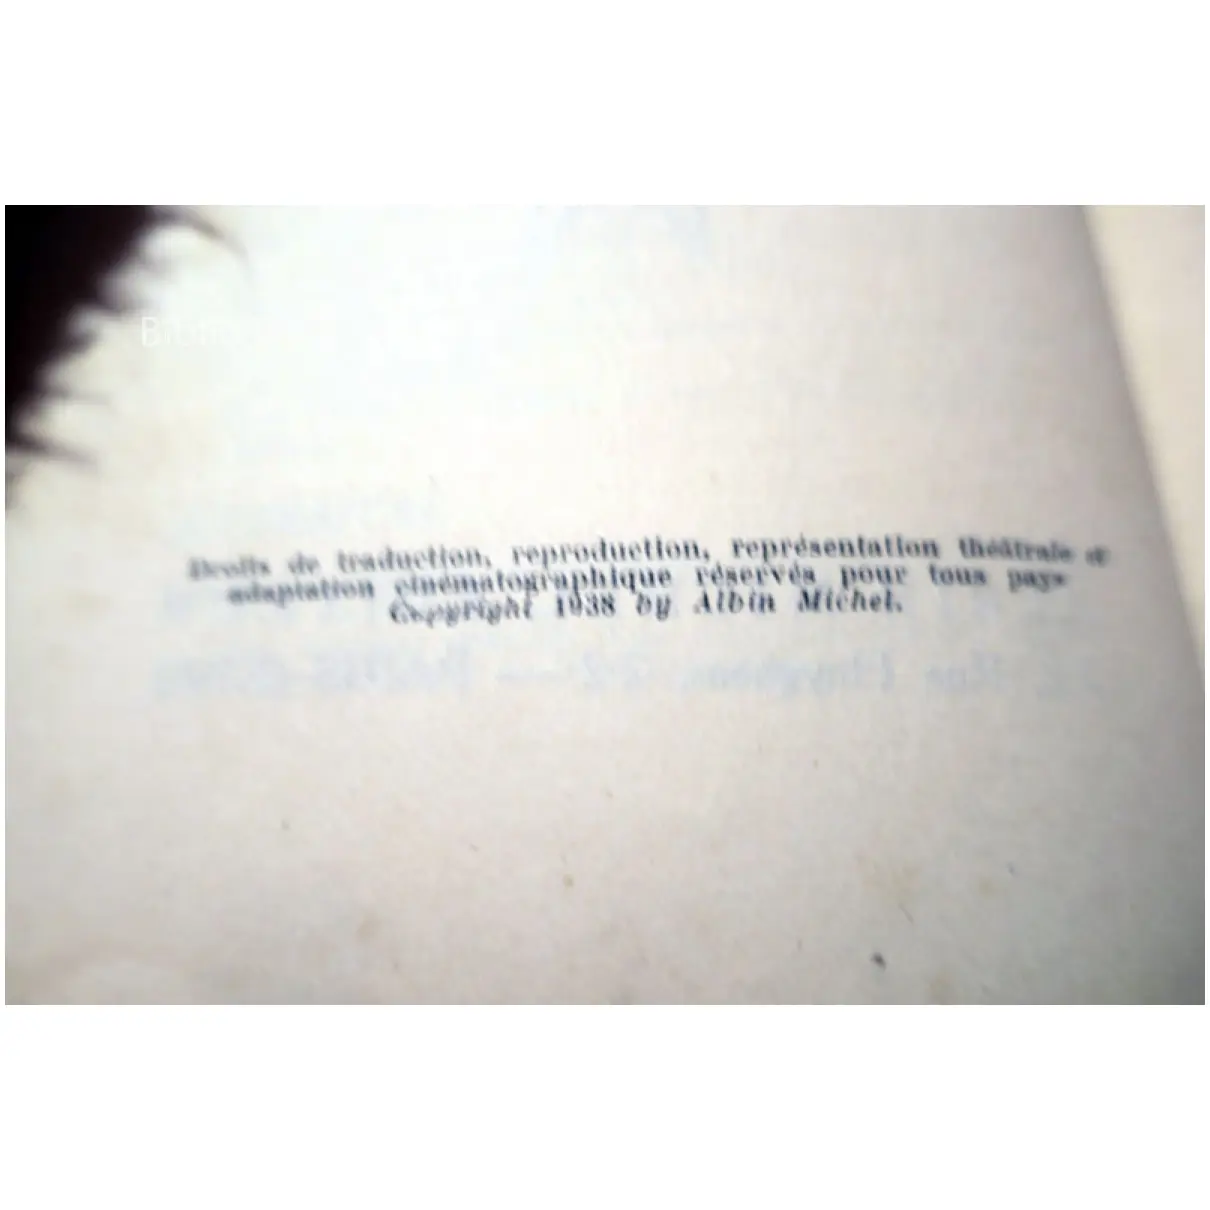 Droits de traduction, reproduction, représentation théâtrale et
adaptation cinématographique réservés pour tous pays
Copyright 1938 by Albin Michel.